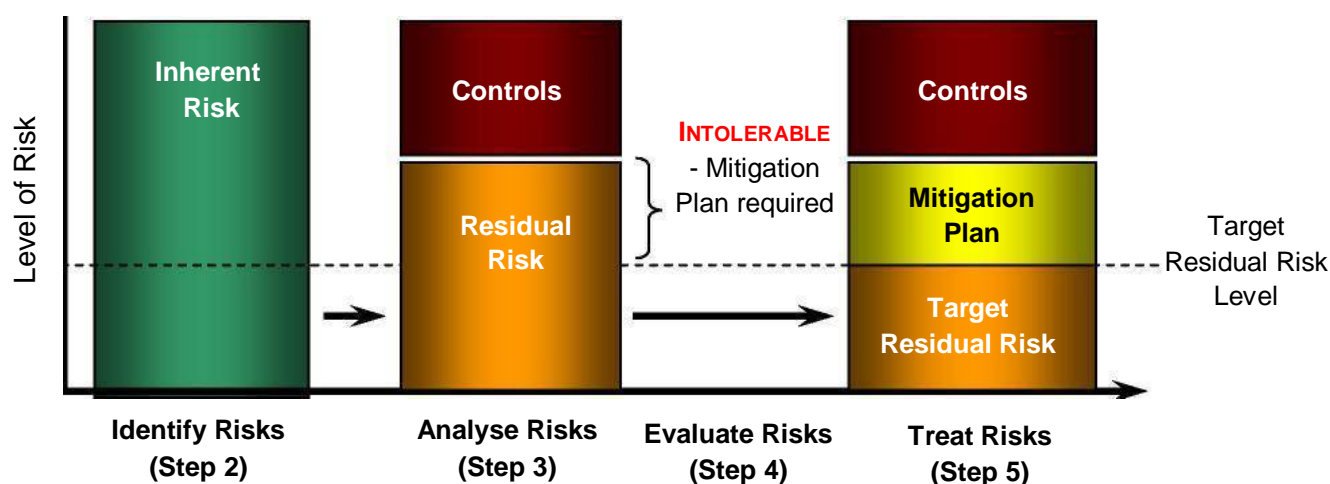 Level of Risk
Inherent
Risk
Controls
Residual
Risk
INTOLERABLE
- Mitigation
Plan required
Controls
Mitigation
Plan
Target
Residual Risk
Target
Residual Risk
Level
Identify Risks
(Step 2)
Analyse Risks
(Step 3)
Evaluate Risks
(Step 4)
Treat Risks
(Step 5)